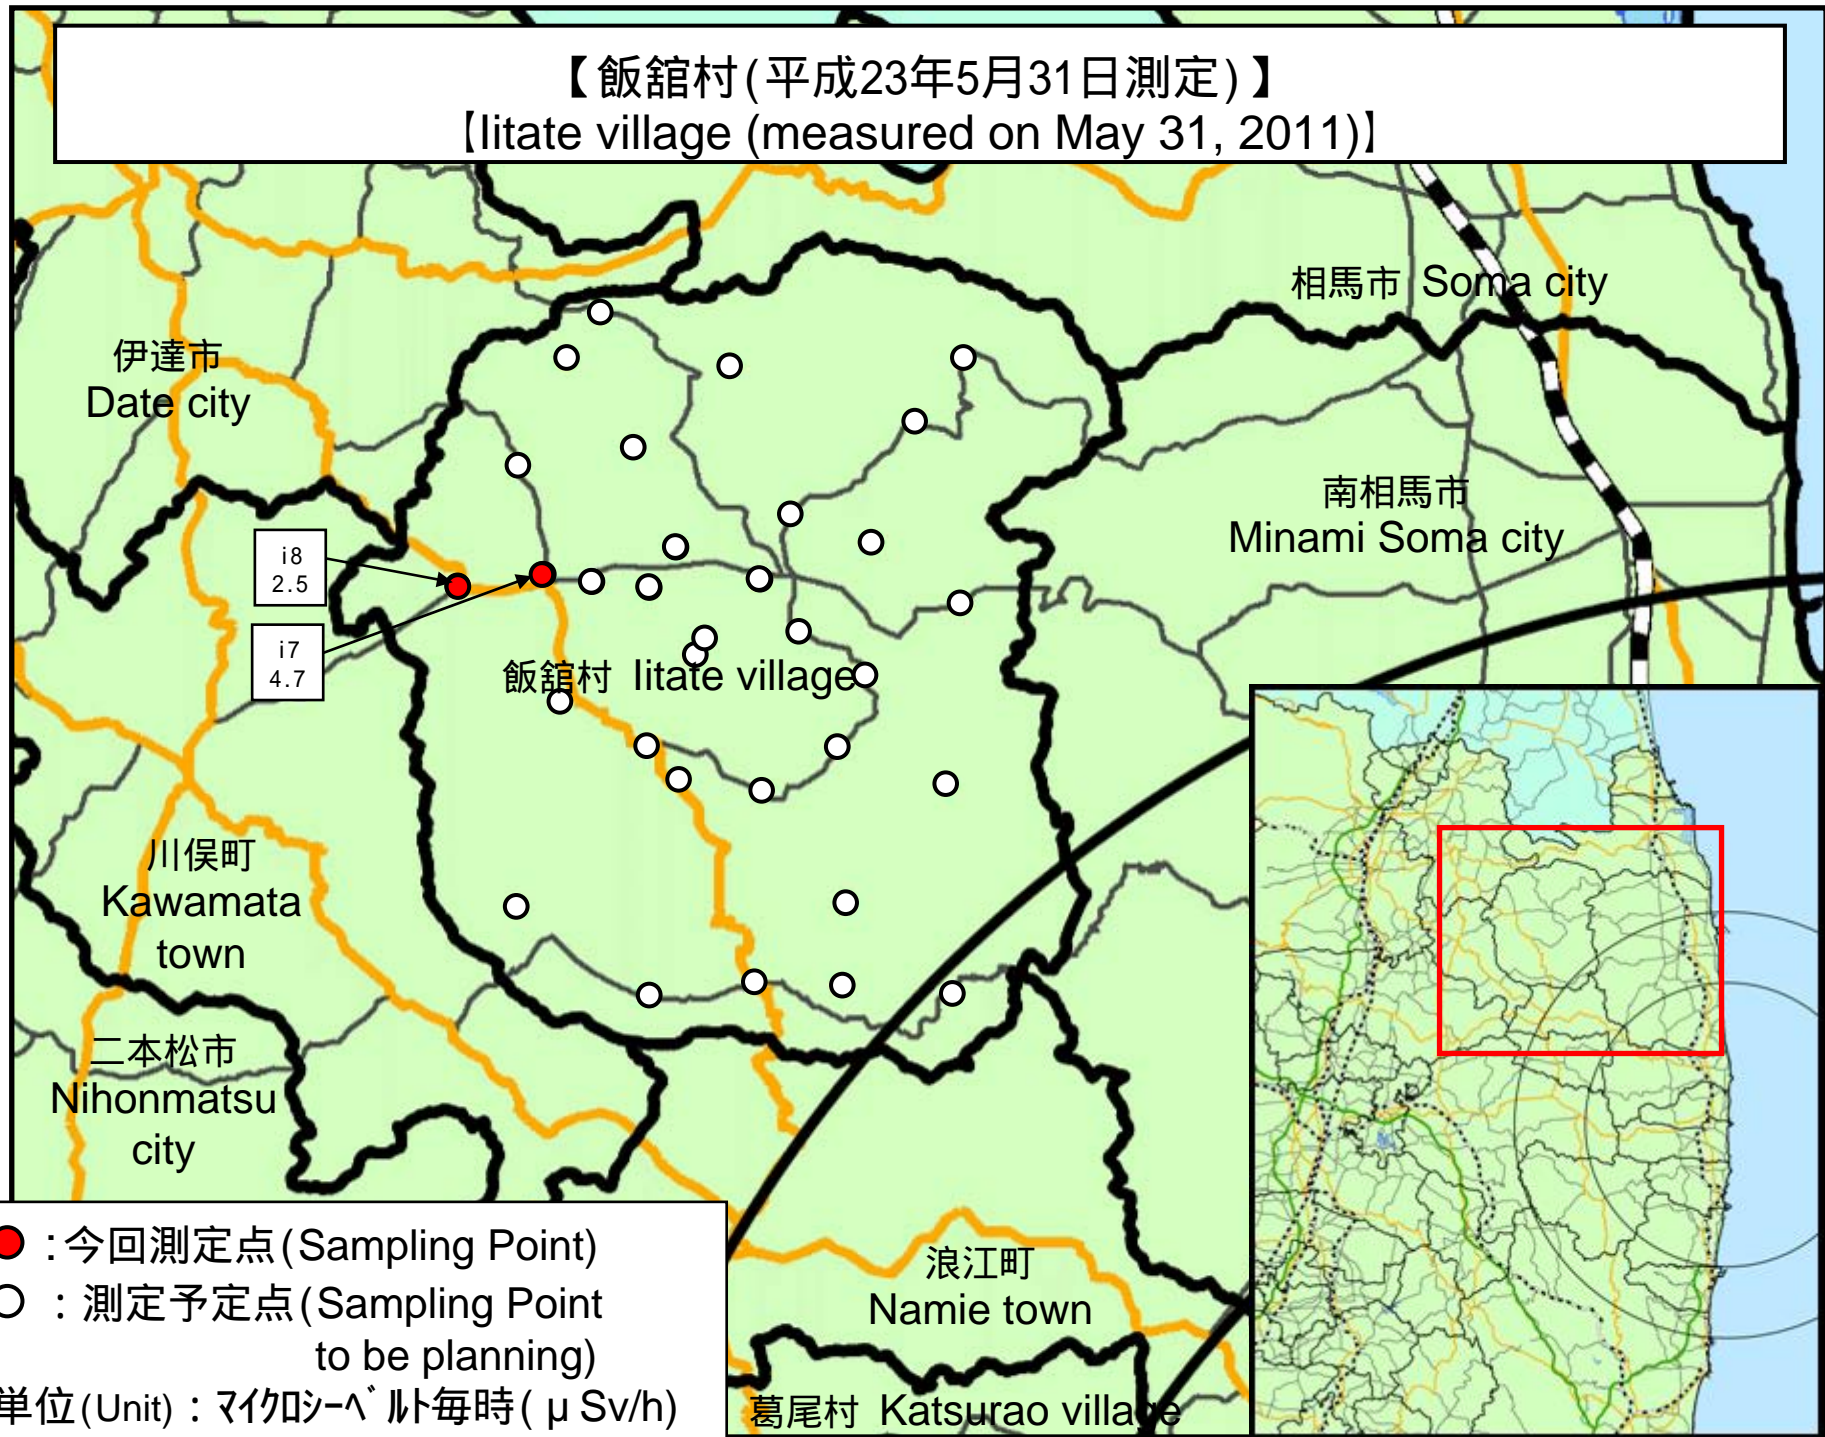 【飯舘村(平成23年5月31日測定)】
【Iitate village (measured on May 31, 2011)】
相馬市 Soma city
伊達市
Date city
南相馬市
Minami Soma city
i8
2.5
i7
4.7
飯舘村 Iitate village
川俣町
Kawamata
town
二本松市
Nihonmatsu
city
:今回測定点(Sampling Point)
:測定予定点(Sampling Point
to be planning)
単位(Unit):マイクロシーベルト毎時(μSv/h)
浪江町
Namie town
葛尾村 Katsurao village